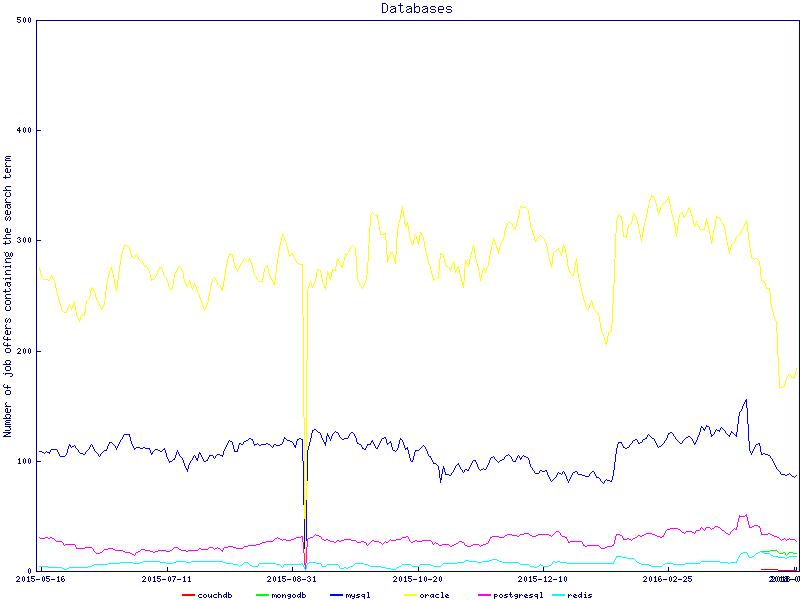 Databases
Number of job offers containing the search term
500
400
300
200
100
0
2015-05-16 2015-07-11 2015-08-31 2015-10-20 2015-12-10 2016-02-25
couchdb mongodb mysql oracle postgresql redis